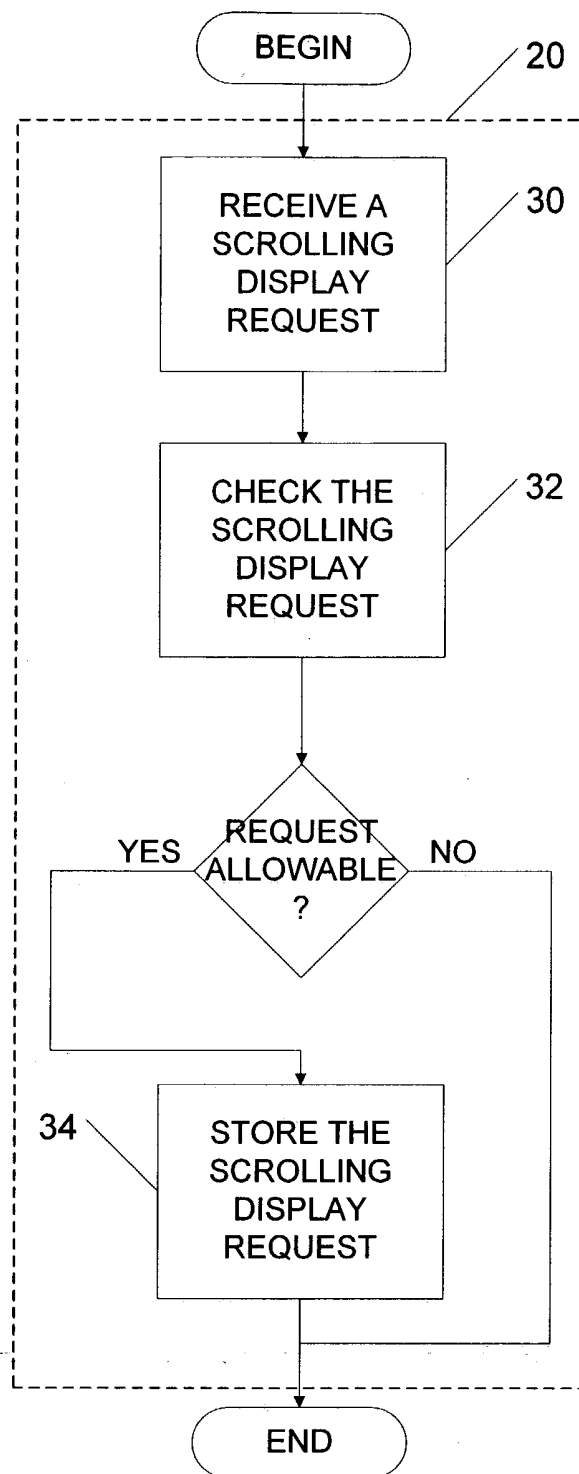 BEGIN
20
RECEIVE A
SCROLLING
DISPLAY
REQUEST
30
CHECK THE
SCROLLING
DISPLAY
REQUEST
32
REQUEST
ALLOWABLE
?
YES
NO
34
STORE THE
SCROLLING
DISPLAY
REQUEST
END